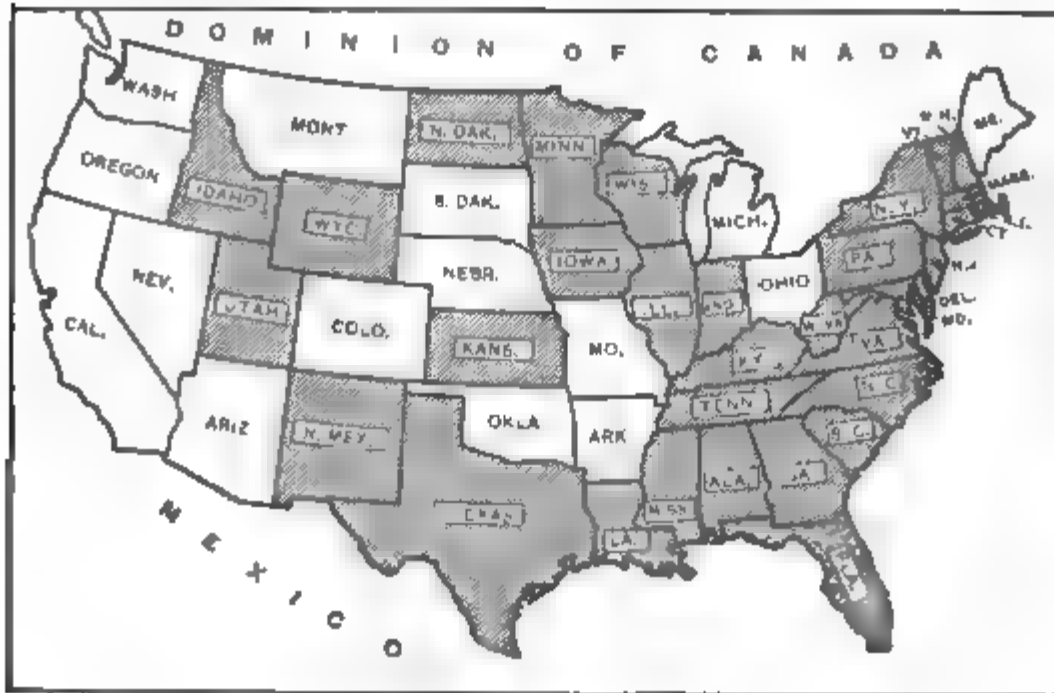 DOMINION OF CANADA
WASH
MONT
N. DAK.
MINN
N.H.
VT.
ME.
OREGON
IDAHO
WYO.
S. DAK.
WIS.
MICH.
N.Y.
MASS.
CT.
NEV.
UTAH
NEBR.
IOWA
IND.
OHIO
PA.
N.J.
DEL.
MD.
CAL.
COLO.
KANS.
MO.
ILL.
KY.
W.VA.
VA.
ARIZ
N. MEX.
OKLA
ARK
TENN
N.C.
S.C.
TEXAS
LA.
MISS
ALA.
GA.
MEXICO